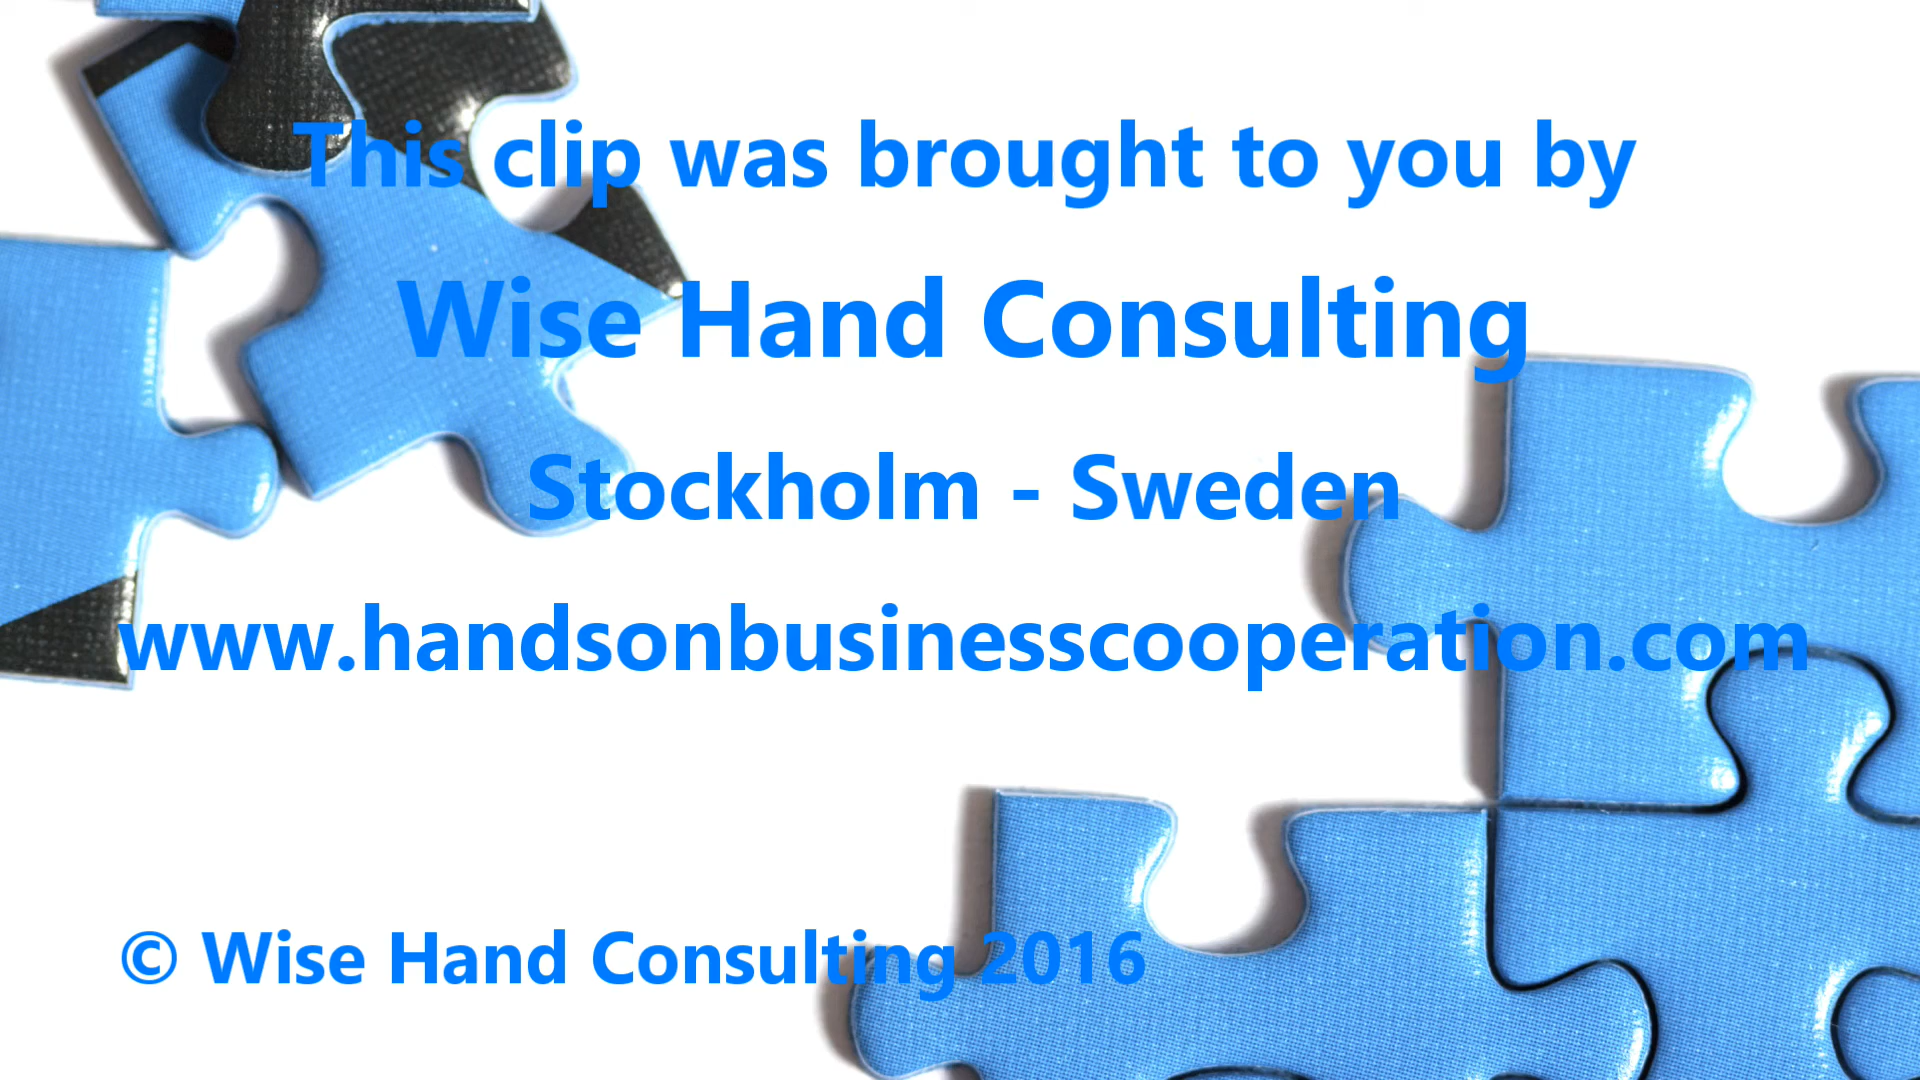 This clip was brought to you by
Wise Hand Consulting
Stockholm - Sweden
www.handsonbusinesscooperation.com
© Wise Hand Consulting 2016